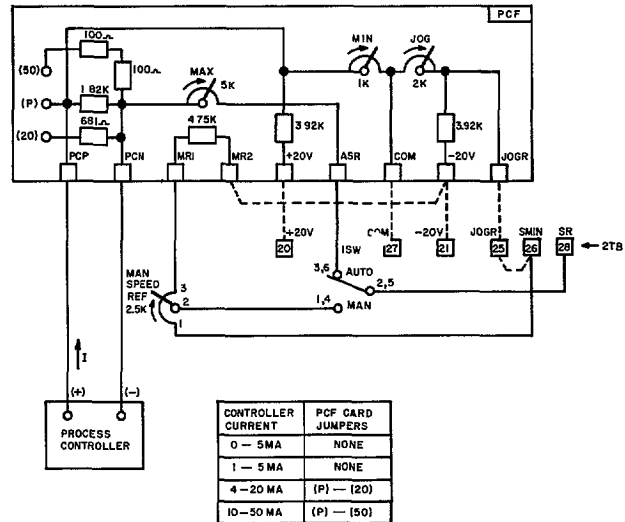 PCF
100Ω
100Ω
(50)
(P)
(20)
1.82K
681Ω
MAX
5K
4.75K
MIN
1K
JOG
2K
3.92K
3.92K
PCP
PCN
MR1
MR2
+20V
ASR
COM
-20V
JOGR
+20V
20
COM
27
-20V
21
JOGR
25
SMIN
26
SR
28
2TB
1SW
3,6
AUTO
2,5
1,4
MAN
MAN
SPEED
REF
2.5K
3
2
1
I
(+)
(-)
PROCESS
CONTROLLER
CONTROLLER CURRENT
PCF CARD JUMPERS
0 — 5 MA NONE
1 — 5 MA NONE
4 — 20 MA (P) — (20)
10 — 50 MA (P) — (50)